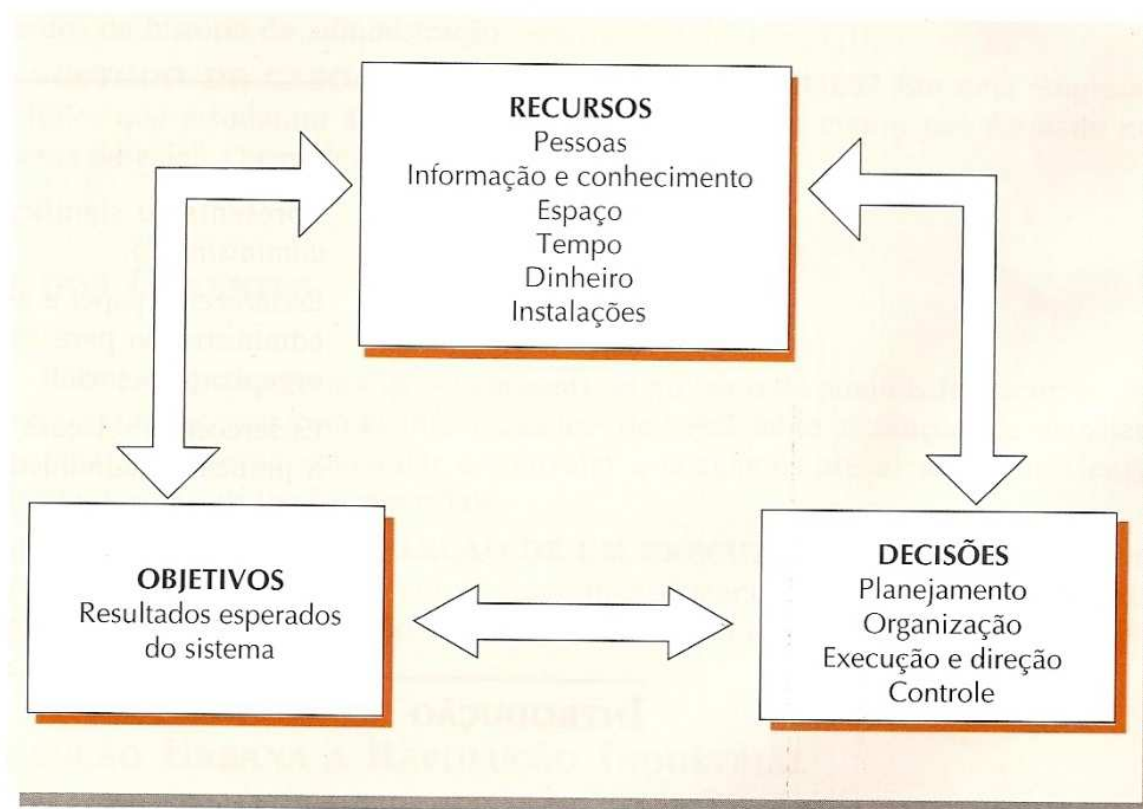 RECURSOS
Pessoas
Informação e conhecimento
Espaço
Tempo
Dinheiro
Instalações
OBJETIVOS
Resultados esperados
do sistema
DECISÕES
Planejamento
Organização
Execução e direção
Controle